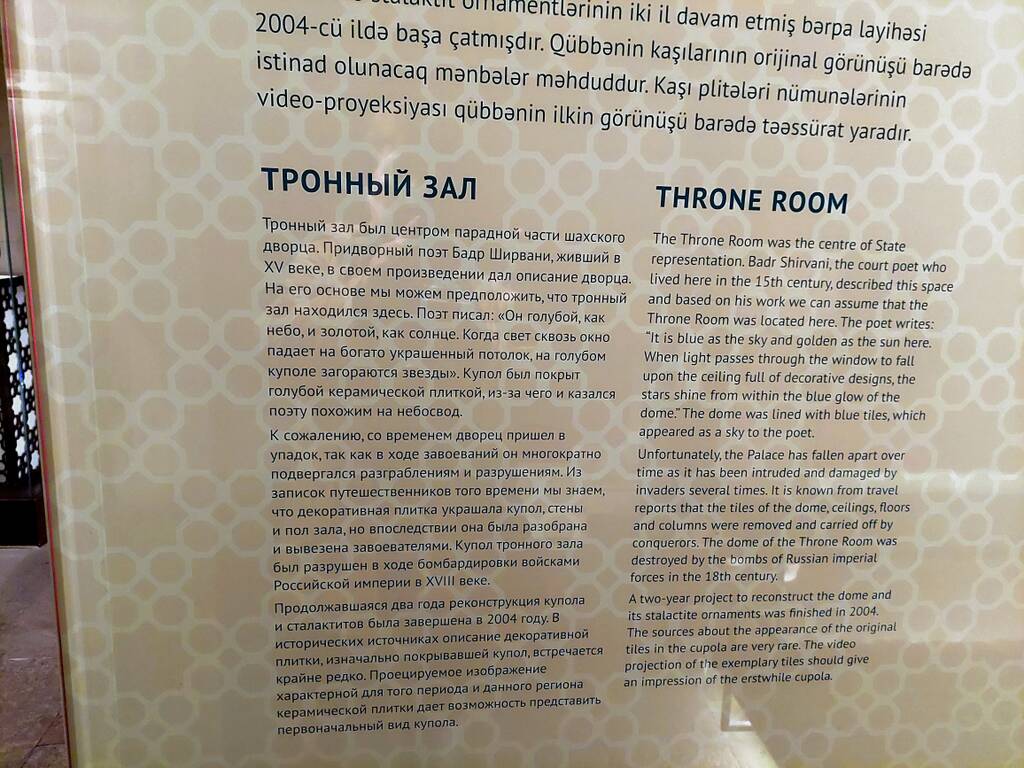 stalaktit ornamentlərinin iki il davam etmiş bərpa layihəsi
2004-cü ildə başa çatmışdır. Qübbənin kaşılarının orijinal görünüşü barədə
istinad olunacaq mənbələr məhduddur. Kaşı plitələri nümunələrinin
video-proyeksiyası qübbənin ilkin görünüşü barədə təəssürat yaradır.
ТРОННЫЙ ЗАЛ
Тронный зал был центром парадной части шахского
дворца. Придворный поэт Бадр Ширвани, живший в
XV веке, в своем произведении дал описание дворца.
На его основе мы можем предположить, что тронный
зал находился здесь. Поэт писал: «Он голубой, как
небо, и золотой, как солнце. Когда свет сквозь окно
падает на богато украшенный потолок, на голубом
куполе загораются звезды». Купол был покрыт
голубой керамической плиткой, из-за чего и казался
поэту похожим на небосвод.
К сожалению, со временем дворец пришел в
упадок, так как в ходе завоеваний он многократно
подвергался разграблениям и разрушениям. Из
записок путешественников того времени мы знаем,
что декоративная плитка украшала купол, стены
и пол зала, но впоследствии она была разобрана
и вывезена завоевателями. Купол тронного зала
был разрушен в ходе бомбардировки войсками
Российской империи в XVIII веке.
Продолжавшаяся два года реконструкция купола
и сталактитов была завершена в 2004 году. В
исторических источниках описание декоративной
плитки, изначально покрывавшей купол, встречается
крайне редко. Проецируемое изображение
характерной для того периода и данного региона
керамической плитки дает возможность представить
первоначальный вид купола.
THRONE ROOM
The Throne Room was the centre of State
representation. Badr Shirvani, the court poet who
lived here in the 15th century, described this space
and based on his work we can assume that the
Throne Room was located here. The poet writes:
"It is blue as the sky and golden as the sun here.
When light passes through the window to fall
upon the ceiling full of decorative designs, the
stars shine from within the blue glow of the
dome." The dome was lined with blue tiles, which
appeared as a sky to the poet.
Unfortunately, the Palace has fallen apart over
time as it has been intruded and damaged by
invaders several times. It is known from travel
reports that the tiles of the dome, ceilings, floors
and columns were removed and carried off by
conquerors. The dome of the Throne Room was
destroyed by the bombs of Russian imperial
forces in the 18th century.
A two-year project to reconstruct the dome and
its stalactite ornaments was finished in 2004.
The sources about the appearance of the original
tiles in the cupola are very rare. The video
projection of the exemplary tiles should give
an impression of the erstwhile cupola.